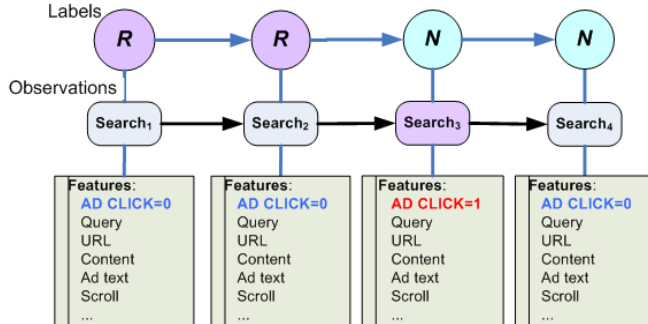 Labels
R R N N
Observations
Search1 Search2 Search3 Search4
Features: Features: Features: Features:
AD CLICK=0 AD CLICK=0 AD CLICK=1 AD CLICK=0
Query Query Query Query
URL URL URL URL
Content Content Content Content
Ad text Ad text Ad text Ad text
Scroll Scroll Scroll Scroll
... ... ... ...